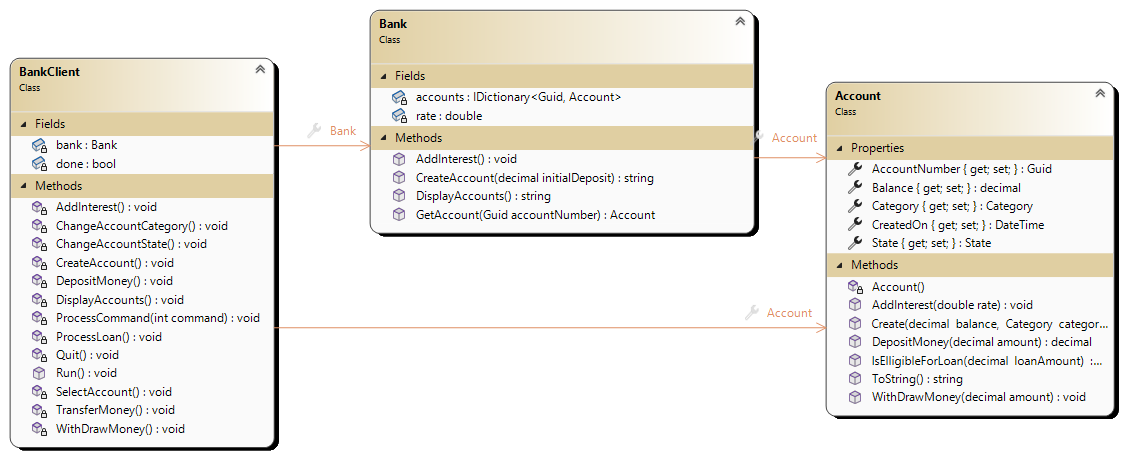 BankClient
Class
Fields
bank : Bank
done : bool
Methods
AddInterest() : void
ChangeAccountCategory() : void
ChangeAccountState() : void
CreateAccount() : void
DepositMoney() : void
DisplayAccounts() : void
ProcessCommand(int command) : void
ProcessLoan() : void
Quit() : void
Run() : void
SelectAccount() : void
TransferMoney() : void
WithDrawMoney() : void
Bank
Bank
Class
Fields
accounts : IDictionary<Guid, Account>
rate : double
Methods
AddInterest() : void
CreateAccount(decimal initialDeposit) : string
DisplayAccounts() : string
GetAccount(Guid accountNumber) : Account
Account
Account
Account
Class
Properties
AccountNumber { get; set; } : Guid
Balance { get; set; } : decimal
Category { get; set; } : Category
CreatedOn { get; set; } : DateTime
State { get; set; } : State
Methods
Account()
AddInterest(double rate) : void
Create(decimal balance, Category categor...
DepositMoney(decimal amount) : decimal
IsElligibleForLoan(decimal loanAmount) :...
ToString() : string
WithDrawMoney(decimal amount) : void